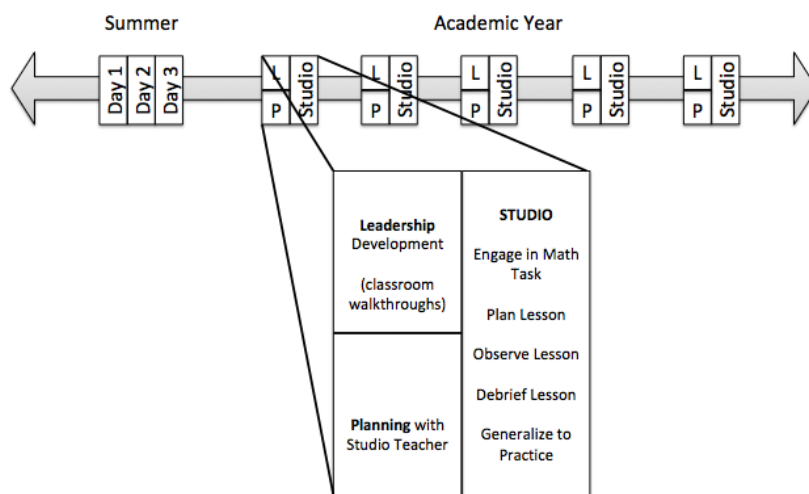 Summer
Academic Year
Day 1
Day 2
Day 3
L
P
Studio
L
P
Studio
L
P
Studio
L
P
Studio
L
P
Studio
Leadership
Development
(classroom
walkthroughs)
Planning with
Studio Teacher
STUDIO
Engage in Math
Task
Plan Lesson
Observe Lesson
Debrief Lesson
Generalize to
Practice